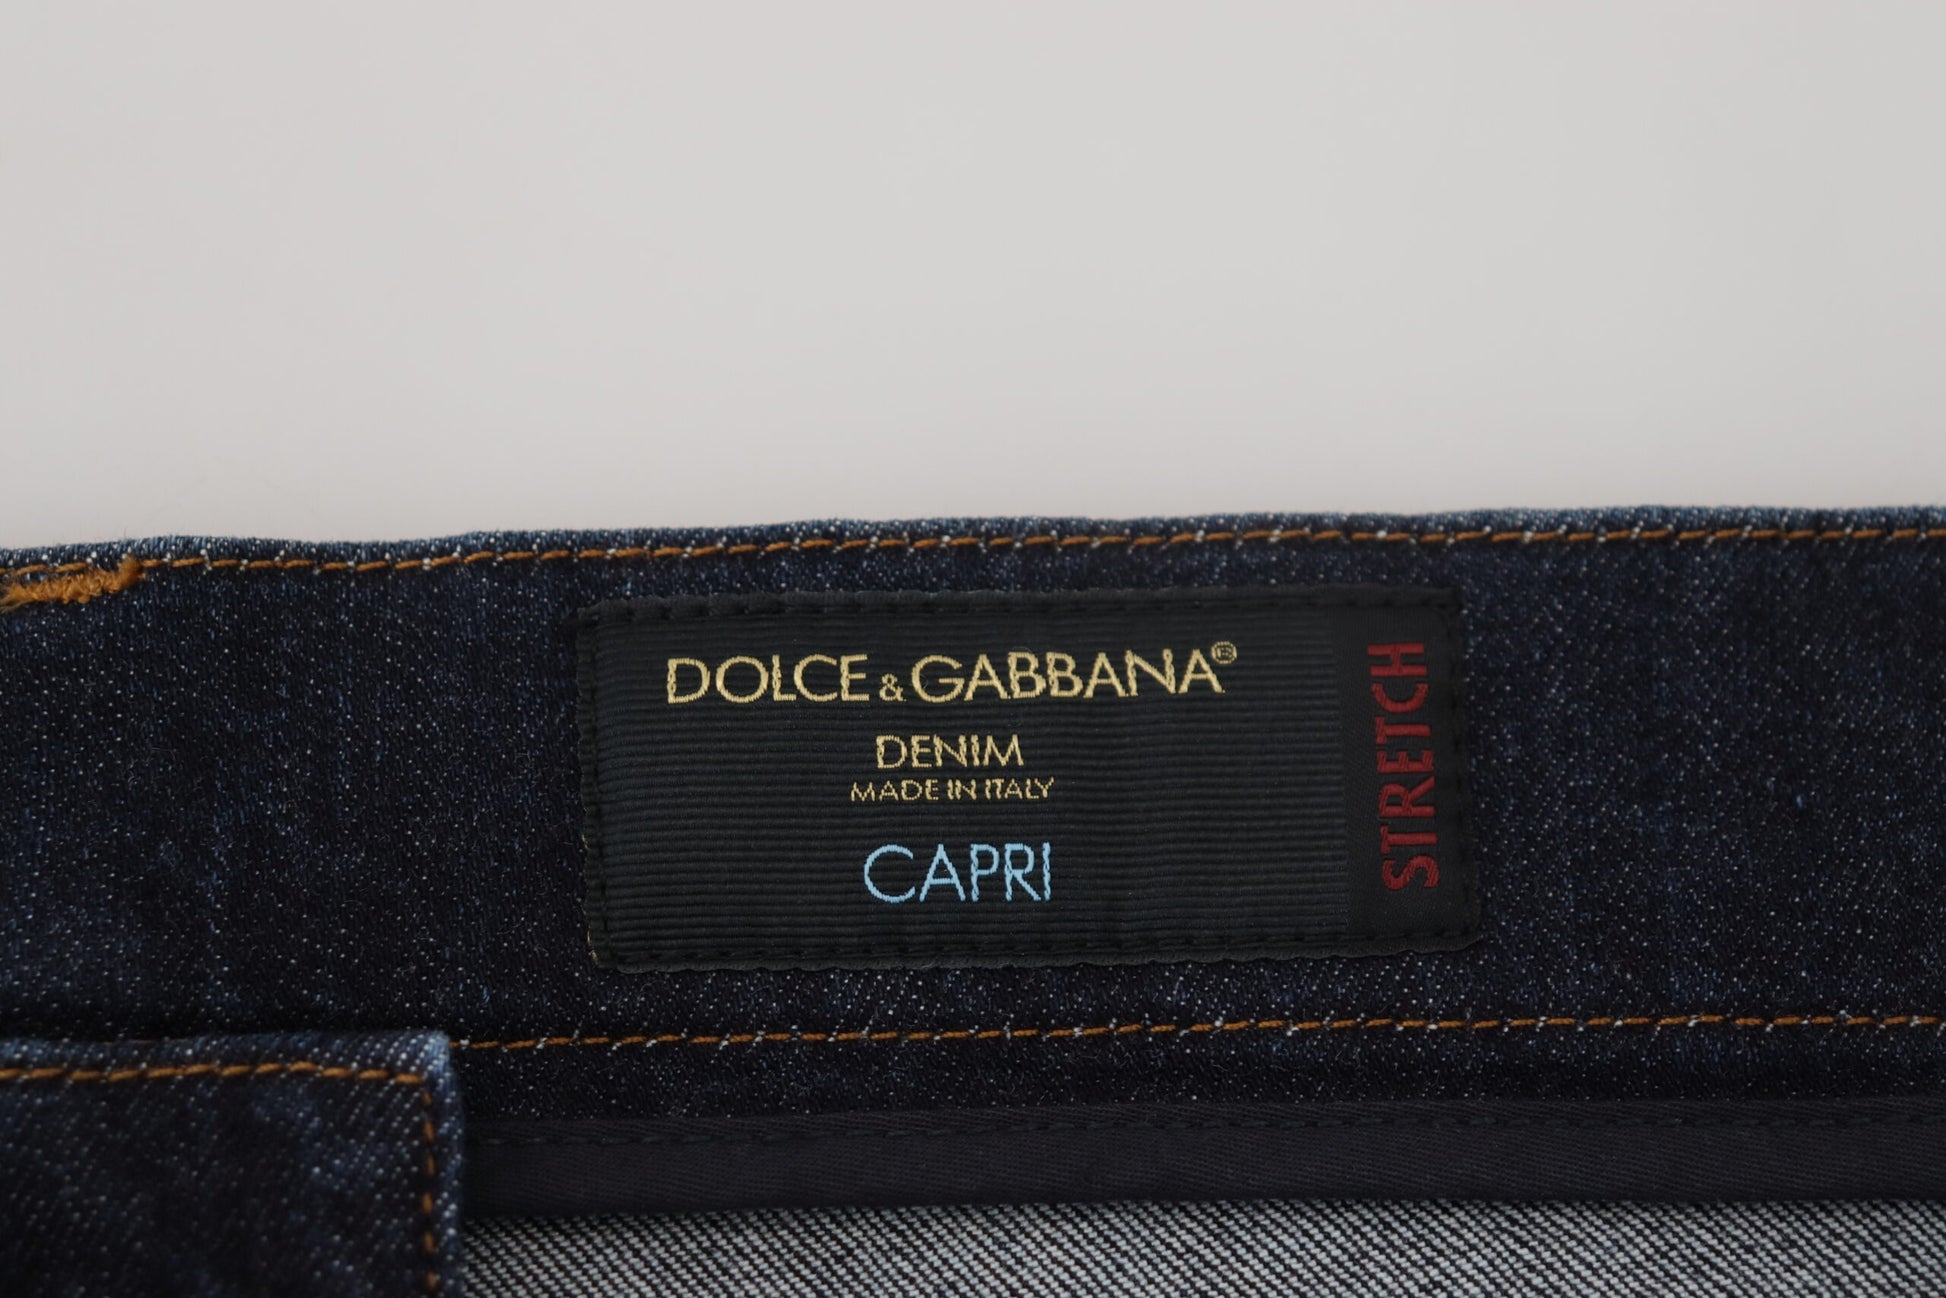 DOLCE & GABBANA®
DENIM
MADE IN ITALY
CAPRI
STRETCH